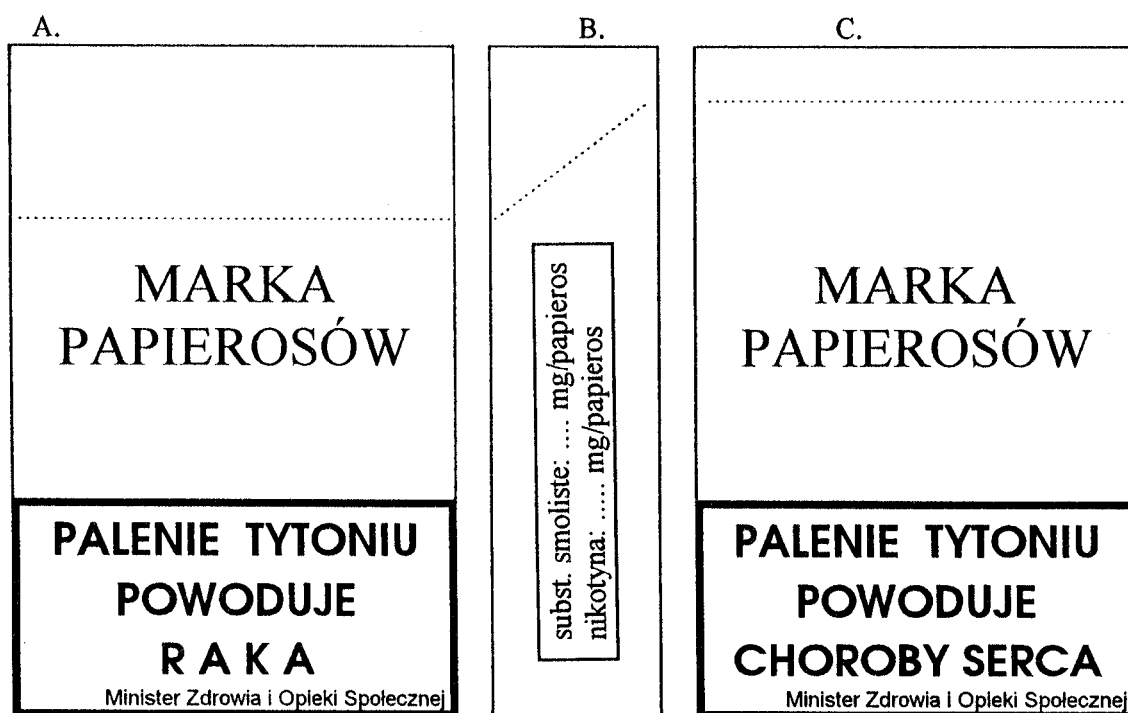 A.
MARKA
PAPIEROSÓW
PALENIE TYTONIU
POWODUJE
R A K A
Minister Zdrowia i Opieki Społecznej
B.
subst. smoliste: .... mg/papieros
nikotyna: ..... mg/papieros
C.
MARKA
PAPIEROSÓW
PALENIE TYTONIU
POWODUJE
CHOROBY SERCA
Minister Zdrowia i Opieki Społecznej